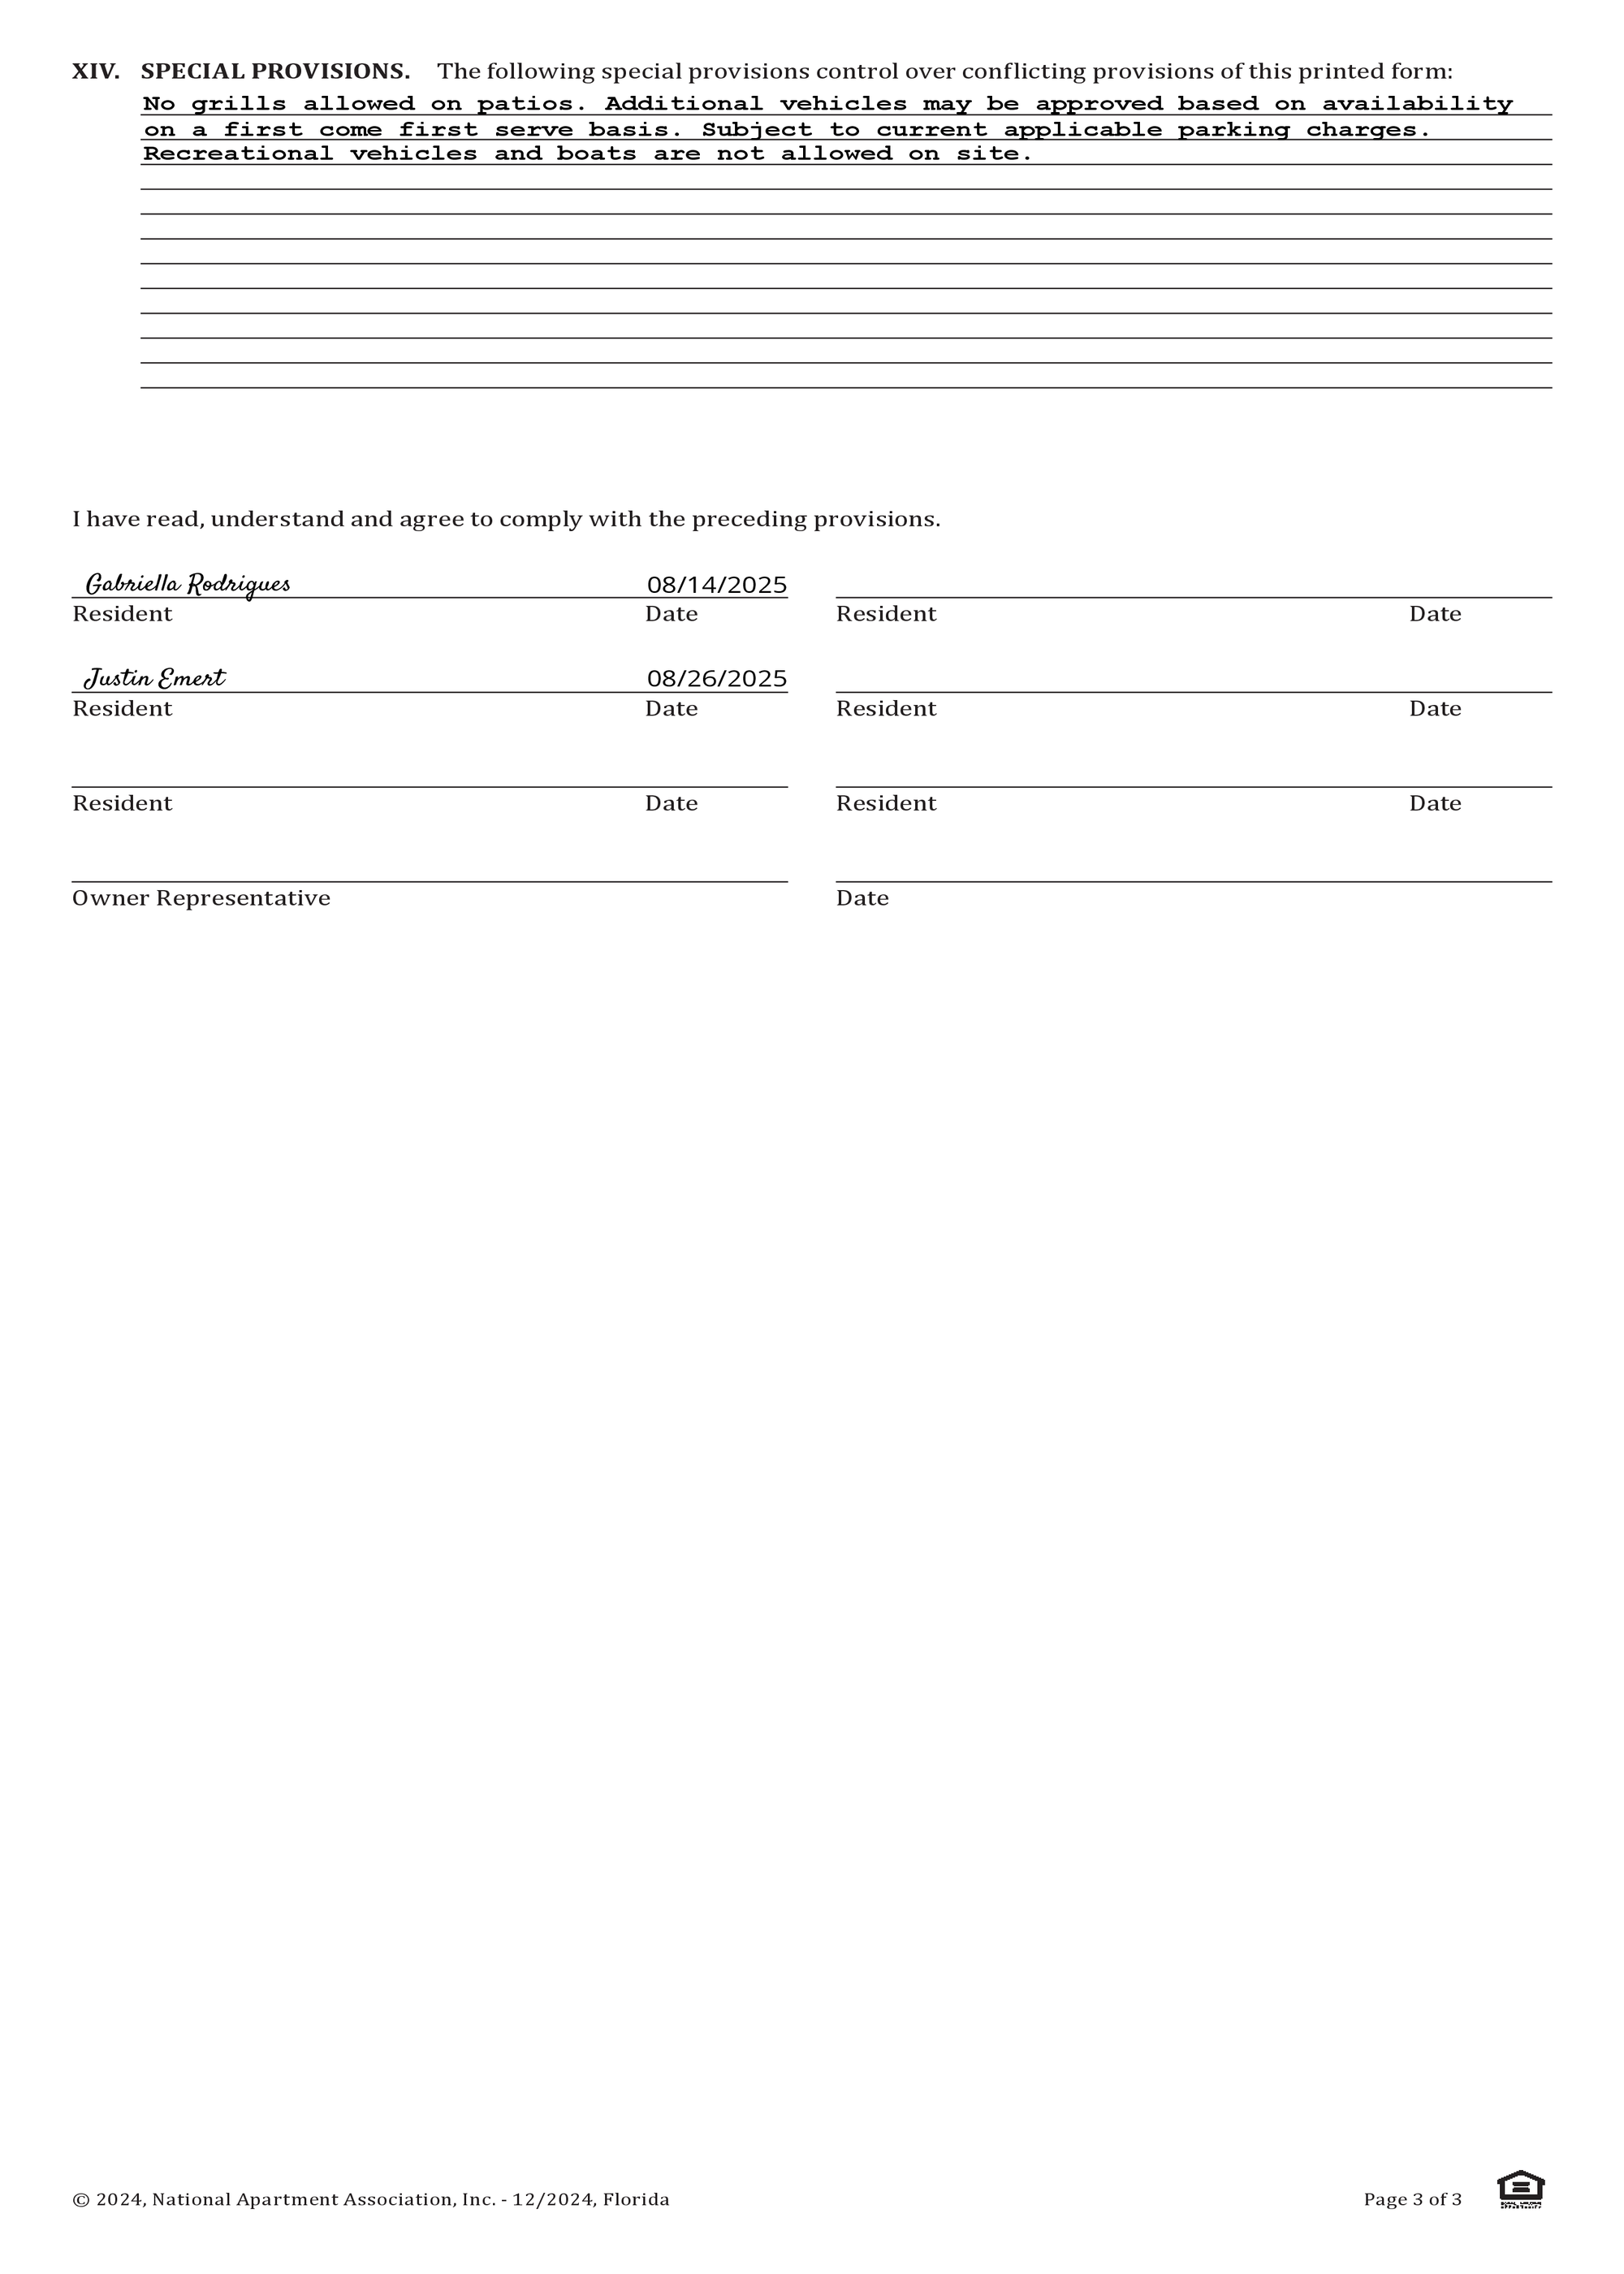 XIV. SPECIAL PROVISIONS. The following special provisions control over conflicting provisions of this printed form:
No grills allowed on patios. Additional vehicles may be approved based on availability
on a first come first serve basis. Subject to current applicable parking charges.
Recreational vehicles and boats are not allowed on site.
I have read, understand and agree to comply with the preceding provisions.
Gabriella Rodrigues 08/14/2025
Resident Date Resident Date
Justin Emert 08/26/2025
Resident Date Resident Date
Resident Date Resident Date
Owner Representative Date
© 2024, National Apartment Association, Inc. - 12/2024, Florida Page 3 of 3
EQUAL HOUSING
OPPORTUNITY